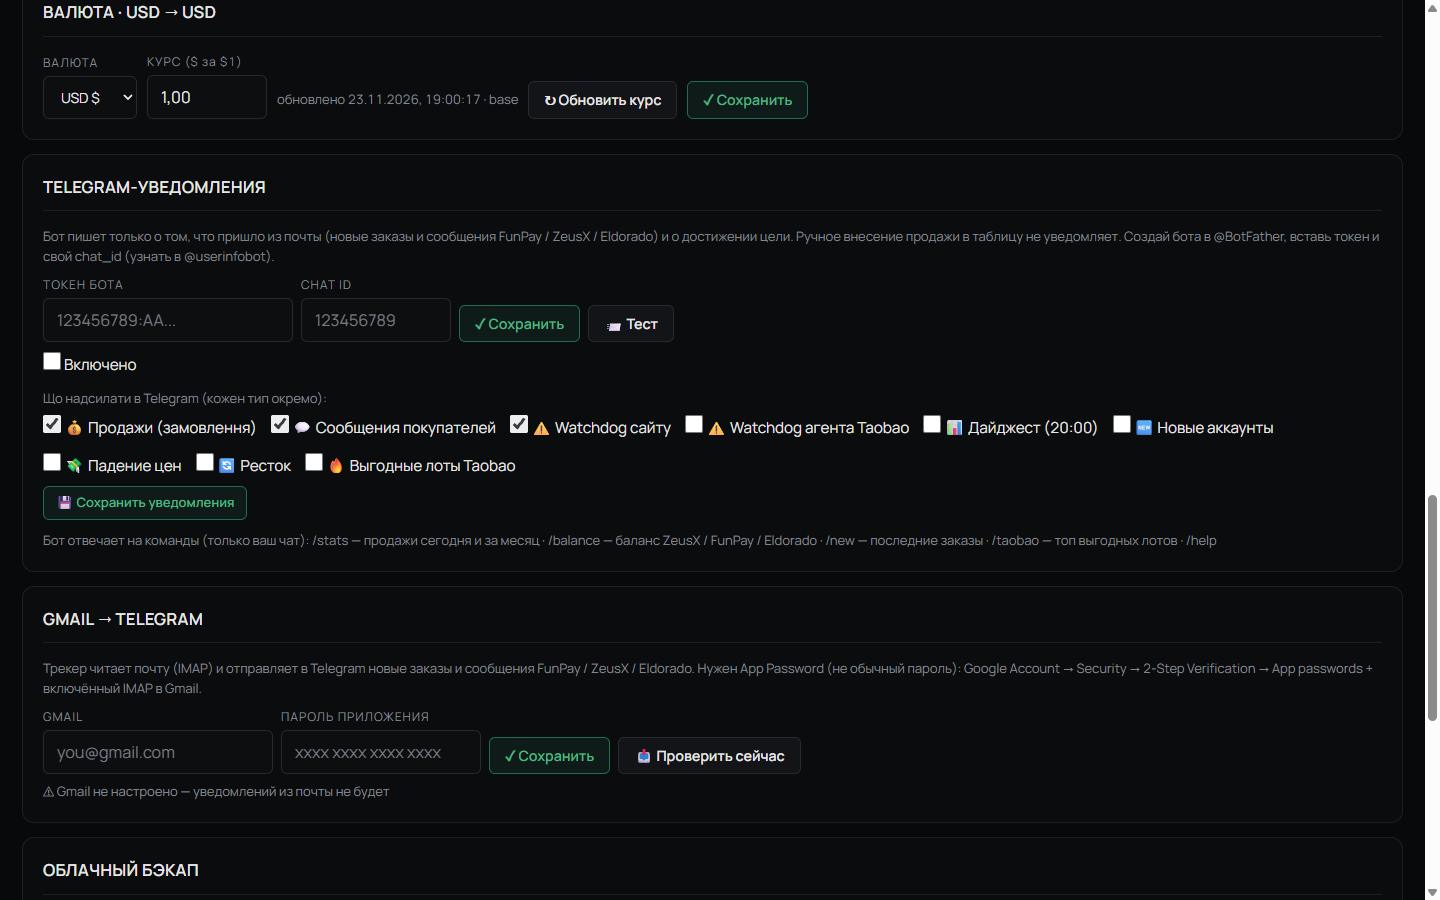 ВАЛЮТА · USD → USD
ВАЛЮТА
КУРС ($ за $1)
USD $
1,00
обновлено 23.11.2026, 19:00:17 · base
↻ Обновить курс
✓ Сохранить
TELEGRAM-УВЕДОМЛЕНИЯ
Бот пишет только о том, что пришло из почты (новые заказы и сообщения FunPay / ZeusX / Eldorado) и о достижении цели. Ручное внесение продажи в таблицу не уведомляет. Создай бота в @BotFather, вставь токен и
свой chat_id (узнать в @userinfobot).
ТОКЕН БОТА
CHAT ID
123456789:AA...
123456789
✓ Сохранить
Тест
Включено
Що надсилати в Telegram (кожен тип окремо):
Продажи (замовлення)
Сообщения покупателей
Watchdog сайту
Watchdog агента Taobao
Дайджест (20:00)
Новые аккаунты
Падение цен
Ресток
Выгодные лоты Taobao
Сохранить уведомления
Бот отвечает на команды (только ваш чат): /stats — продажи сегодня и за месяц · /balance — баланс ZeusX / FunPay / Eldorado · /new — последние заказы · /taobao — топ выгодных лотов · /help
GMAIL → TELEGRAM
Трекер читает почту (IMAP) и отправляет в Telegram новые заказы и сообщения FunPay / ZeusX / Eldorado. Нужен App Password (не обычный пароль): Google Account → Security → 2-Step Verification → App passwords +
включённый IMAP в Gmail.
GMAIL
ПАРОЛЬ ПРИЛОЖЕНИЯ
you@gmail.com
xxxx xxxx xxxx xxxx
✓ Сохранить
Проверить сейчас
⚠ Gmail не настроено — уведомлений из почты не будет
ОБЛАЧНЫЙ БЭКАП